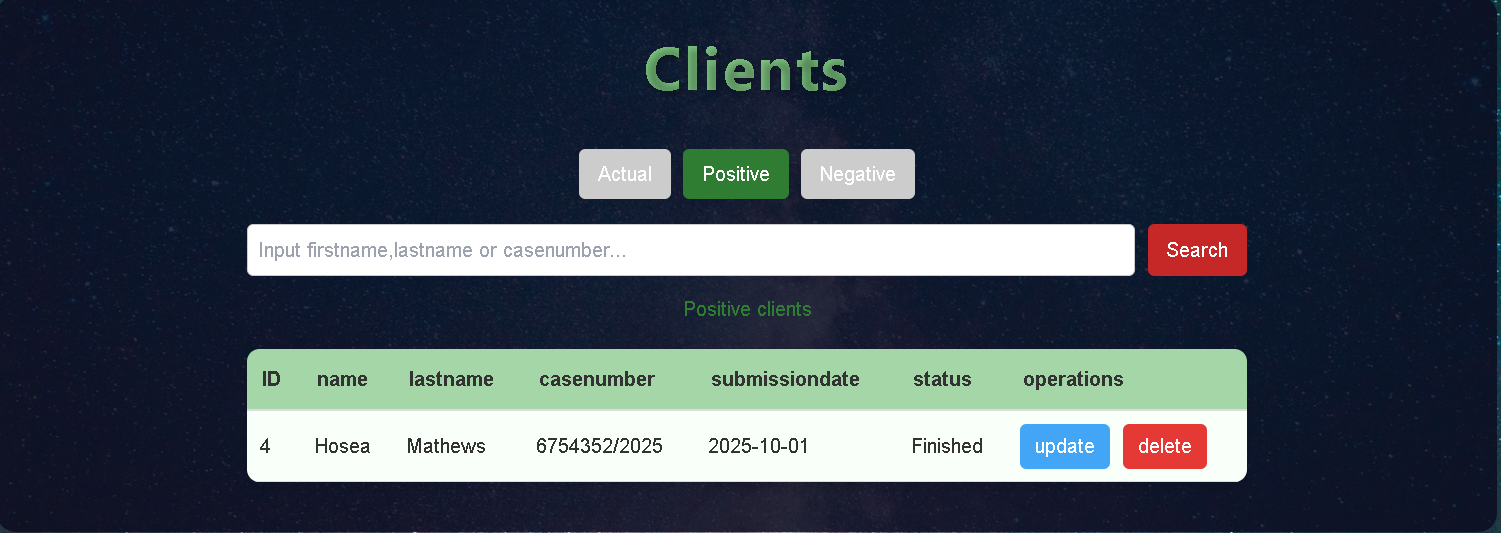 Clients
Actual Positive Negative
Input firstname,lastname or casenumber... Search
Positive clients
ID name lastname casenumber submissiondate status operations
4 Hosea Mathews 6754352/2025 2025-10-01 Finished update delete